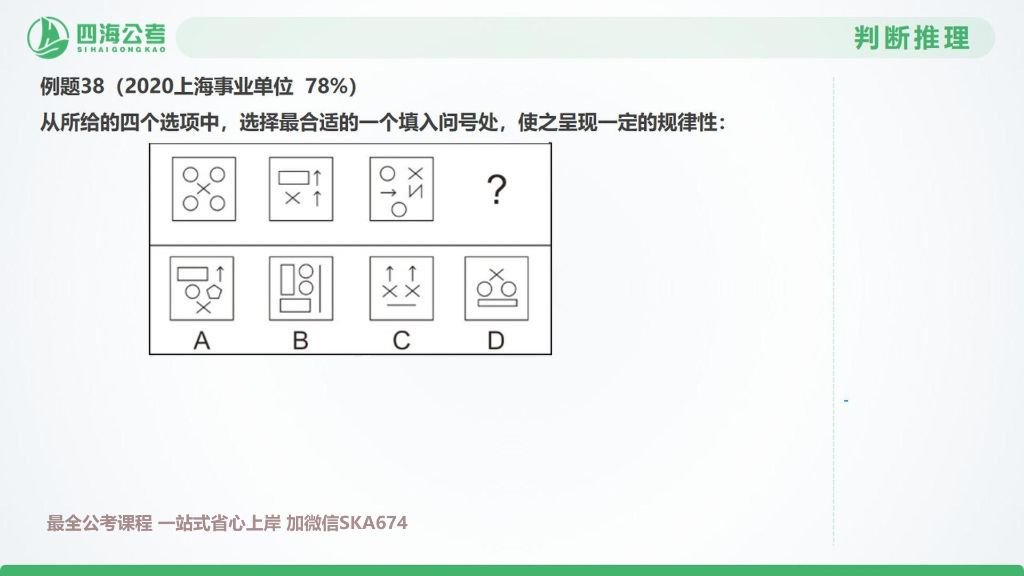 四海公考
SIHAIGONGKAO
判断推理
例题38（2020上海事业单位 78%）
从所给的四个选项中，选择最合适的一个填入问号处，使之呈现一定的规律性：
?
A B C D
最全公考课程 一站式省心上岸 加微信SKA674